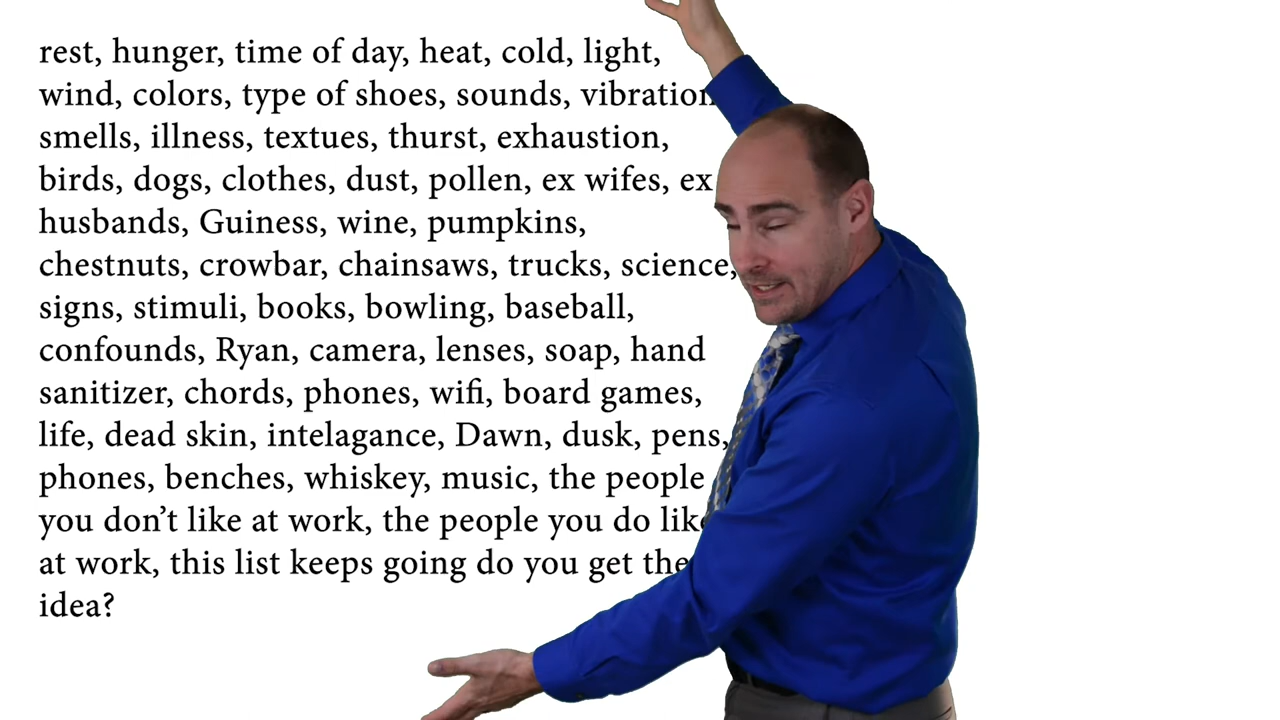 rest, hunger, time of day, heat, cold, light,
wind, colors, type of shoes, sounds, vibration
smells, illness, textues, thurst, exhaustion,
birds, dogs, clothes, dust, pollen, ex wifes, ex
husbands, Guiness, wine, pumpkins,
chestnuts, crowbar, chainsaws, trucks, science,
signs, stimuli, books, bowling, baseball,
confounds, Ryan, camera, lenses, soap, hand
sanitizer, chords, phones, wifi, board games,
life, dead skin, intelagance, Dawn, dusk, pens,
phones, benches, whiskey, music, the people
you don’t like at work, the people you do like
at work, this list keeps going do you get the
idea?